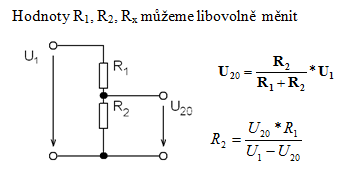 Hodnoty R1, R2, Rx můžeme libovolně měnit
U1
R1
R2
U20
U20 = R2 / (R1 + R2) * U1
R2 = U20 * R1 / (U1 − U20)